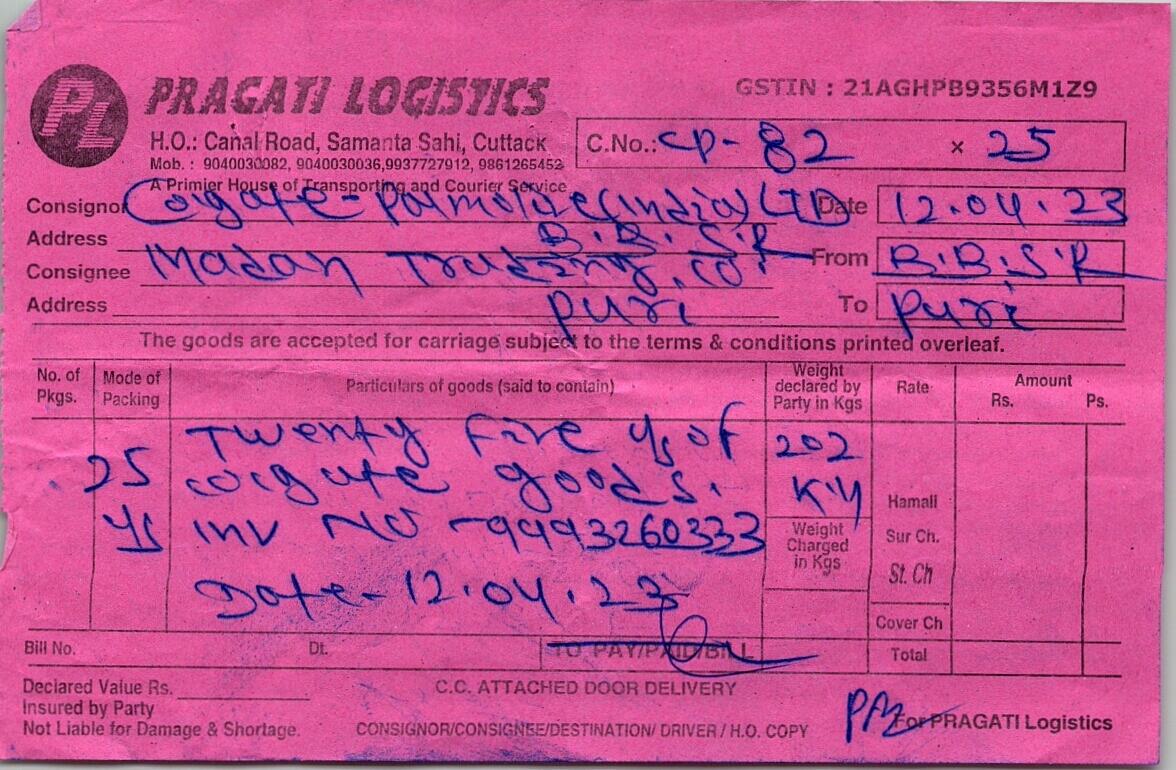 PL PRAGATI LOGISTICS
GSTIN : 21AGHPB9356M1Z9
H.O.: Canal Road, Samanta Sahi, Cuttack
C.No.: CP- 82 × 25
Mob. : 9040030082, 9040030036,9937727912, 9861265452
A Primier House of Transporting and Courier Service
Consignor Colgate-Palmolive(India) LTD Date 12.04.23
Address B.B.S.R
Consignee Madan Trading.co. From B.B.S.R
Address puri To puri
The goods are accepted for carriage subject to the terms & conditions printed overleaf.
No. of Pkgs. Mode of Packing Particulars of goods (said to contain) Weight declared by Party in Kgs Rate Amount Rs. Ps.
Twenty Five of 202
25 colgate goods. Hamali
inv NO -9993260333 Weight Charged in Kgs Sur Ch.
St. Ch
Date- 12.04.23
Cover Ch
Bill No. Dt. TO PAY/PAID/BILL Total
Declared Value Rs. C.C. ATTACHED DOOR DELIVERY
Insured by Party
For PRAGATI Logistics
Not Liable for Damage & Shortage. CONSIGNOR/CONSIGNEE/DESTINATION/ DRIVER / H.O. COPY